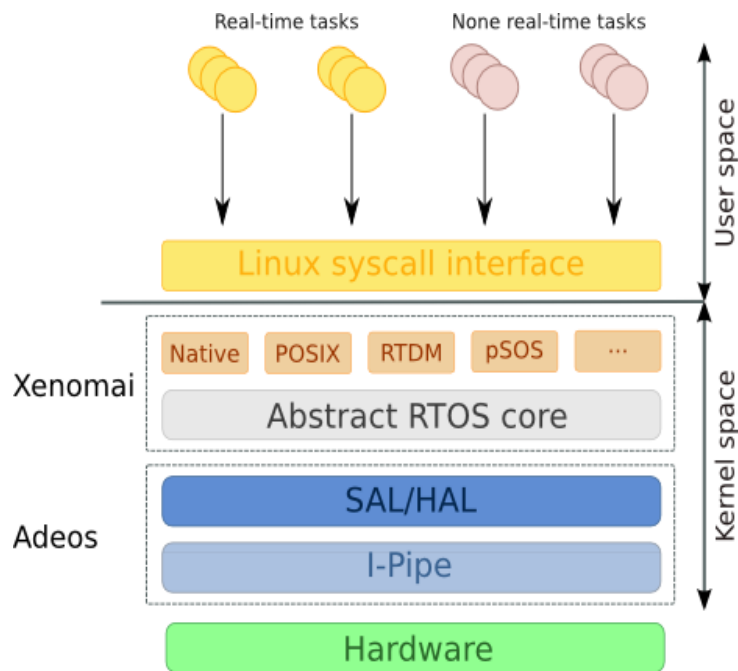 Real-time tasks
None real-time tasks
User space
Linux syscall interface
Xenomai
Native
POSIX
RTDM
pSOS
...
Abstract RTOS core
Kernel space
Adeos
SAL/HAL
I-Pipe
Hardware